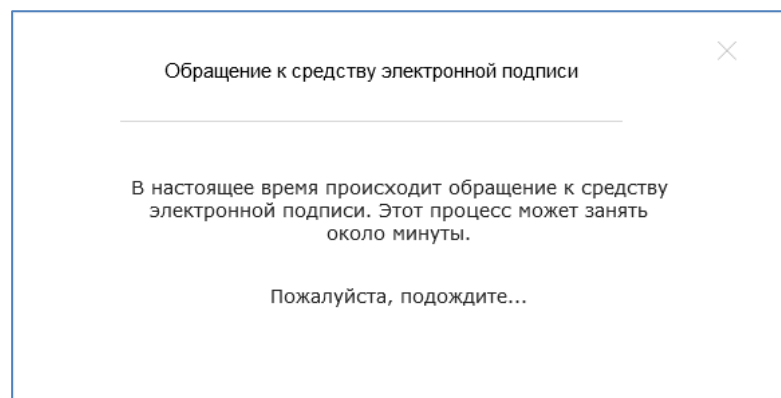 Обращение к средству электронной подписи
В настоящее время происходит обращение к средству
электронной подписи. Этот процесс может занять
около минуты.
Пожалуйста, подождите...